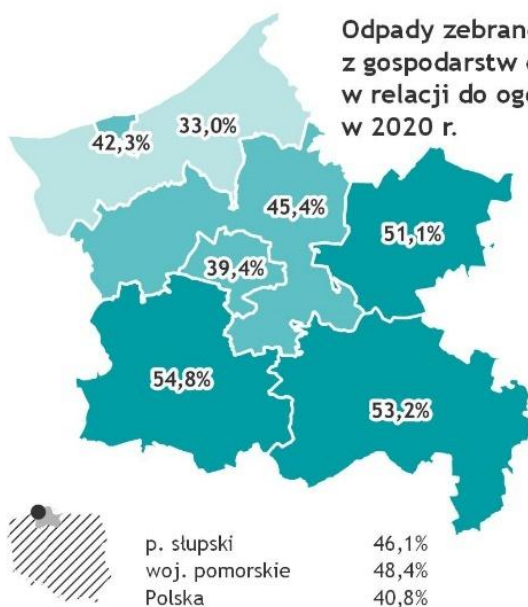 Odpady zebrane
z gospodarstw
w relacji do
w 2020 r.
42,3%
33,0%
45,4%
51,1%
39,4%
54,8%
53,2%
p. słupski 46,1%
woj. pomorskie 48,4%
Polska 40,8%